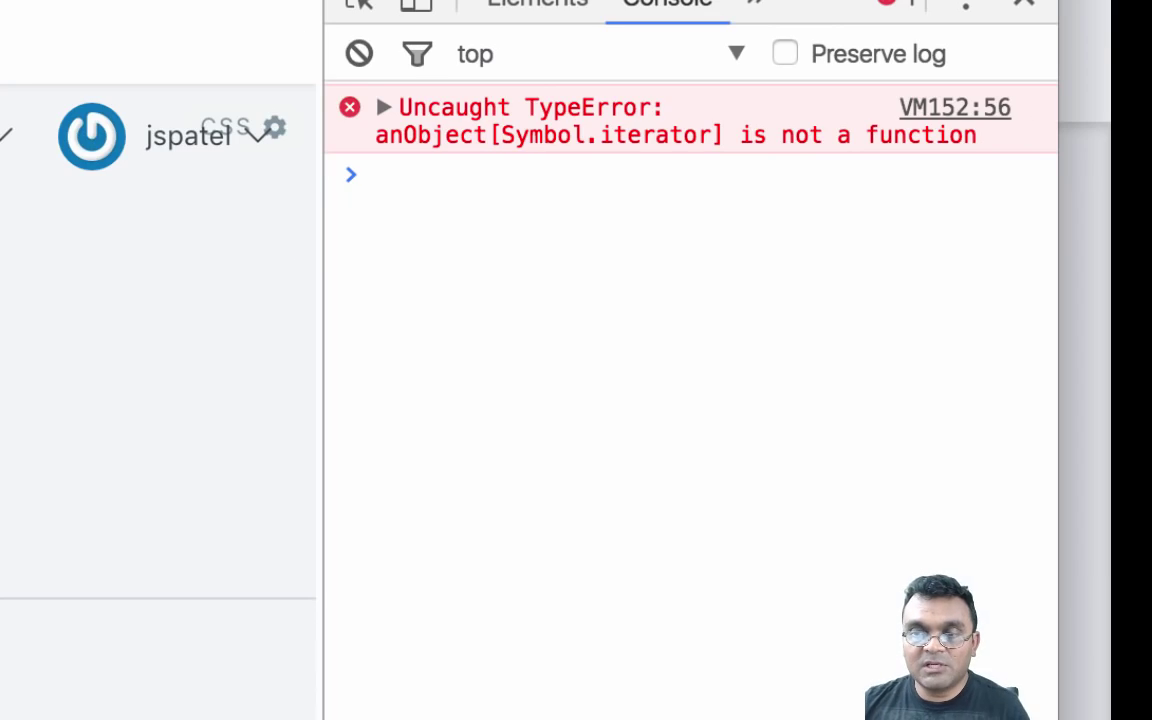 Elements Console »
top ▼ Preserve log
Uncaught TypeError: VM152:56
anObject[Symbol.iterator] is not a function
jspatel
CSS